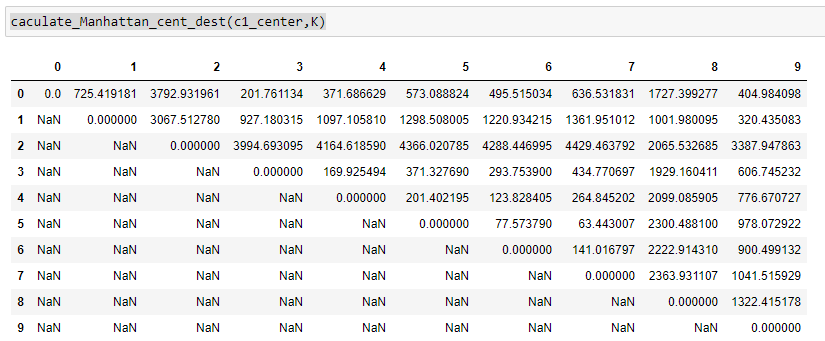 caculate_Manhattan_cent_dest(c1_center,K)
0 1 2 3 4 5 6 7 8 9
0 0.0 725.419181 3792.931961 201.761134 371.686629 573.088824 495.515034 636.531831 1727.399277 404.984098
1 NaN 0.000000 3067.512780 927.180315 1097.105810 1298.508005 1220.934215 1361.951012 1001.980095 320.435083
2 NaN NaN 0.000000 3994.693095 4164.618590 4366.020785 4288.446995 4429.463792 2065.532685 3387.947863
3 NaN NaN NaN 0.000000 169.925494 371.327690 293.753900 434.770697 1929.160411 606.745232
4 NaN NaN NaN NaN 0.000000 201.402195 123.828405 264.845202 2099.085905 776.670727
5 NaN NaN NaN NaN NaN 0.000000 77.573790 63.443007 2300.488100 978.072922
6 NaN NaN NaN NaN NaN NaN 0.000000 141.016797 2222.914310 900.499132
7 NaN NaN NaN NaN NaN NaN NaN 0.000000 2363.931107 1041.515929
8 NaN NaN NaN NaN NaN NaN NaN NaN 0.000000 1322.415178
9 NaN NaN NaN NaN NaN NaN NaN NaN NaN 0.000000